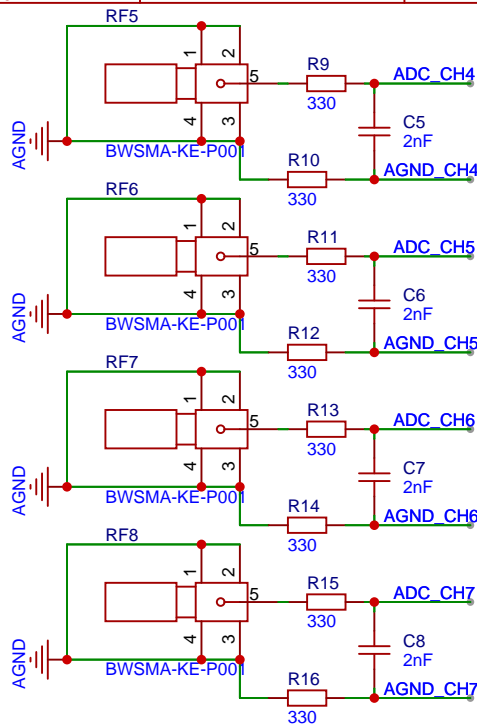 RF5
1
2
5
R9
330
ADC_CH4
C5
2nF
AGND
4
3
BWSMA-KE-P001
R10
330
AGND_CH4
RF6
1
2
5
R11
330
ADC_CH5
C6
2nF
AGND
4
3
BWSMA-KE-P001
R12
330
AGND_CH5
RF7
1
2
5
R13
330
ADC_CH6
C7
2nF
AGND
4
3
BWSMA-KE-P001
R14
330
AGND_CH6
RF8
1
2
5
R15
330
ADC_CH7
C8
2nF
AGND
4
3
BWSMA-KE-P001
R16
330
AGND_CH7